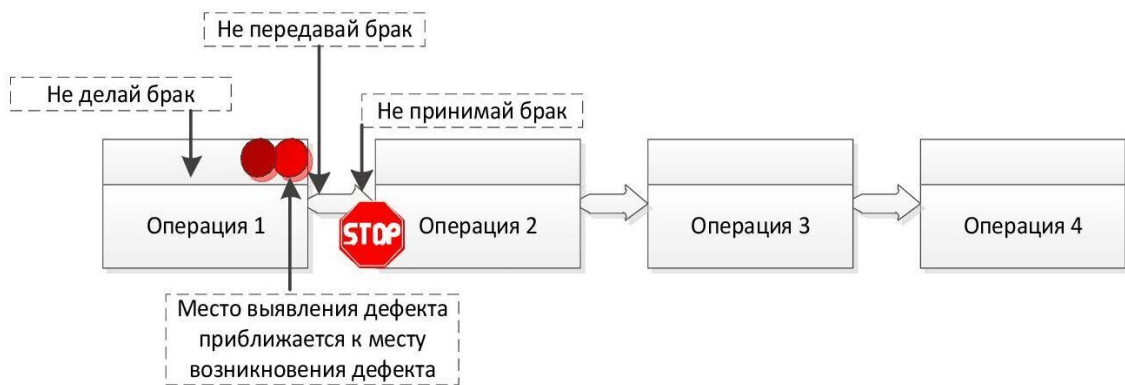 Не передавай брак
Не делай брак
Не принимай брак
Операция 1
STOP
Операция 2
Операция 3
Операция 4
Место выявления дефекта
приближается к месту
возникновения дефекта